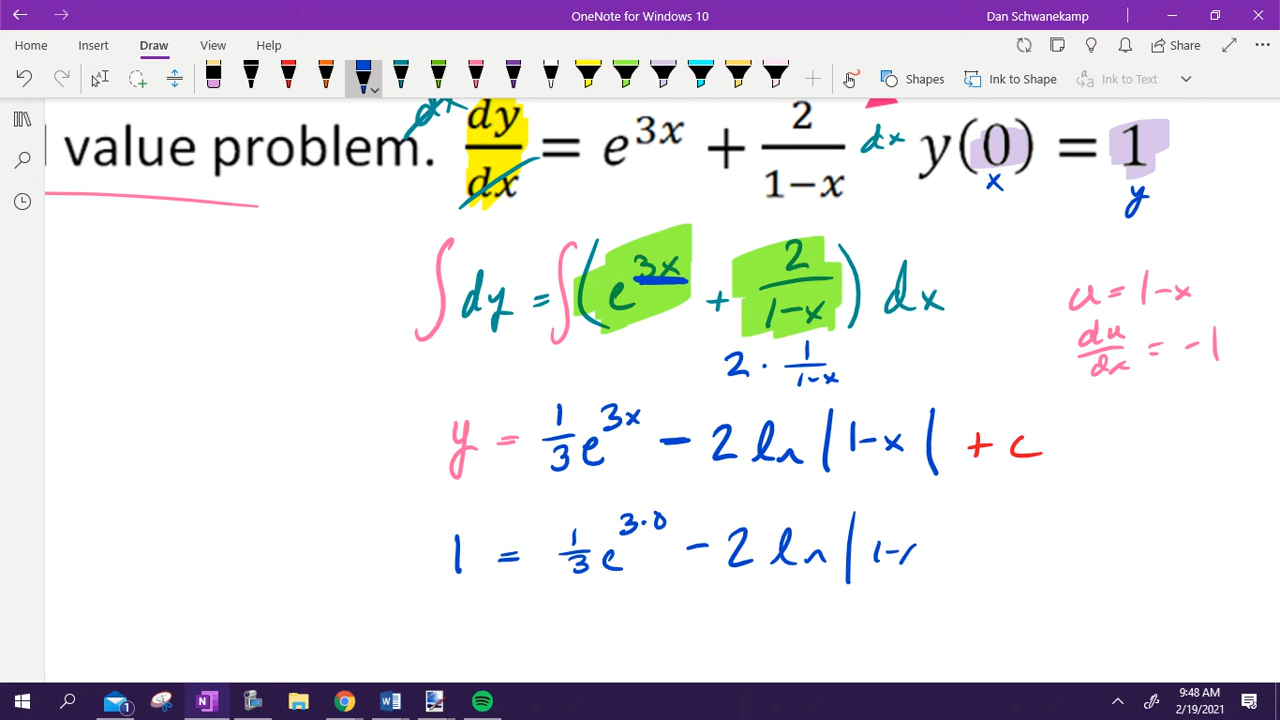 OneNote for Windows 10
Dan Schwanekamp
Home Insert Draw View Help
Share
Shapes Ink to Shape Ink to Text
value problem. dx dy/dx = e^{3x} + 2/(1−x) dx y(0) = 1
x y
∫ dy = ∫ (e^{3x} + 2/(1−x)) dx
u = 1−x
du/dx = −1
2 · 1/(1−x)
y = 1/3 e^{3x} − 2 ln |1−x| + c
1 = 1/3 e^{3·0} − 2 ln |1−
9:48 AM
2/19/2021
1